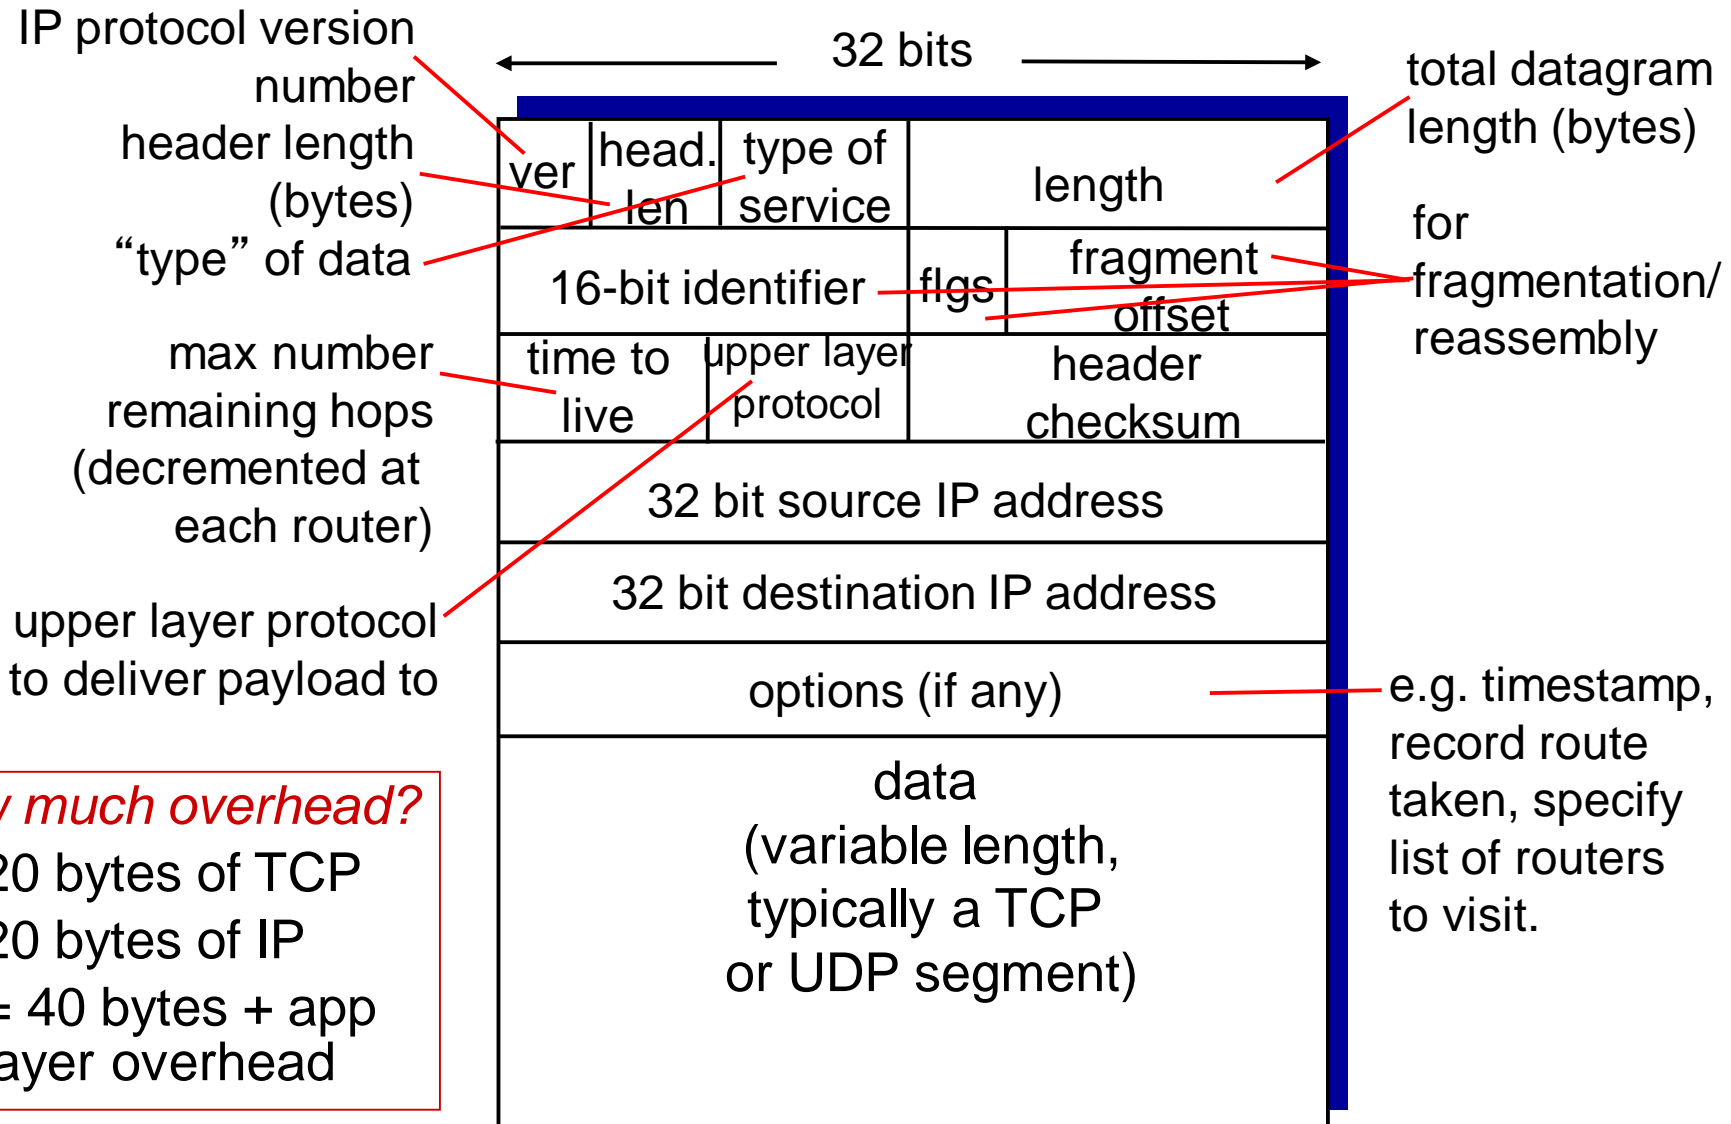 IP protocol version
number
header length
(bytes)
“type” of data
max number
remaining hops
(decremented at
each router)
upper layer protocol
to deliver payload to
much overhead?
20 bytes of TCP
20 bytes of IP
= 40 bytes + app
overhead
32 bits
ver
head.
len
type of
service
length
16-bit identifier
flgs
fragment
offset
time to
live
upper layer
protocol
header
checksum
32 bit source IP address
32 bit destination IP address
options (if any)
data
(variable length,
typically a TCP
or UDP segment)
total datagram
length (bytes)
for
fragmentation/
reassembly
e.g. timestamp,
record route
taken, specify
list of routers
to visit.